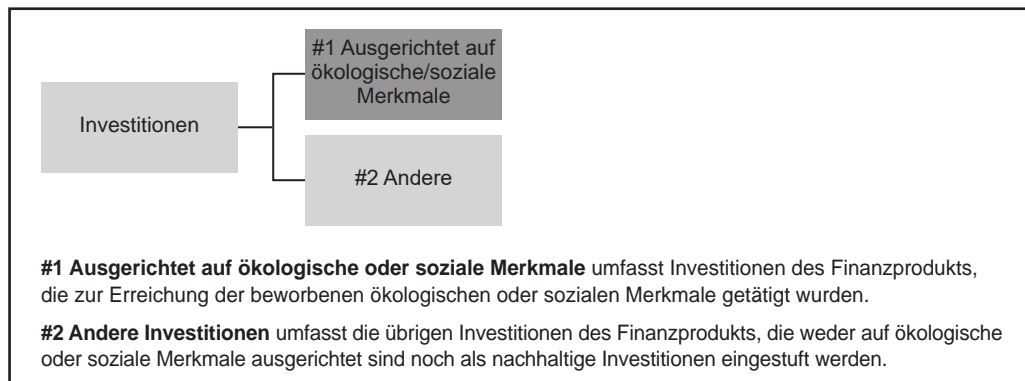 #1 Ausgerichtet auf
ökologische/soziale
Merkmale
Investitionen
#2 Andere
#1 Ausgerichtet auf ökologische oder soziale Merkmale umfasst Investitionen des Finanzprodukts,
die zur Erreichung der beworbenen ökologischen oder sozialen Merkmale getätigt wurden.
#2 Andere Investitionen umfasst die übrigen Investitionen des Finanzprodukts, die weder auf ökologische
oder soziale Merkmale ausgerichtet sind noch als nachhaltige Investitionen eingestuft werden.